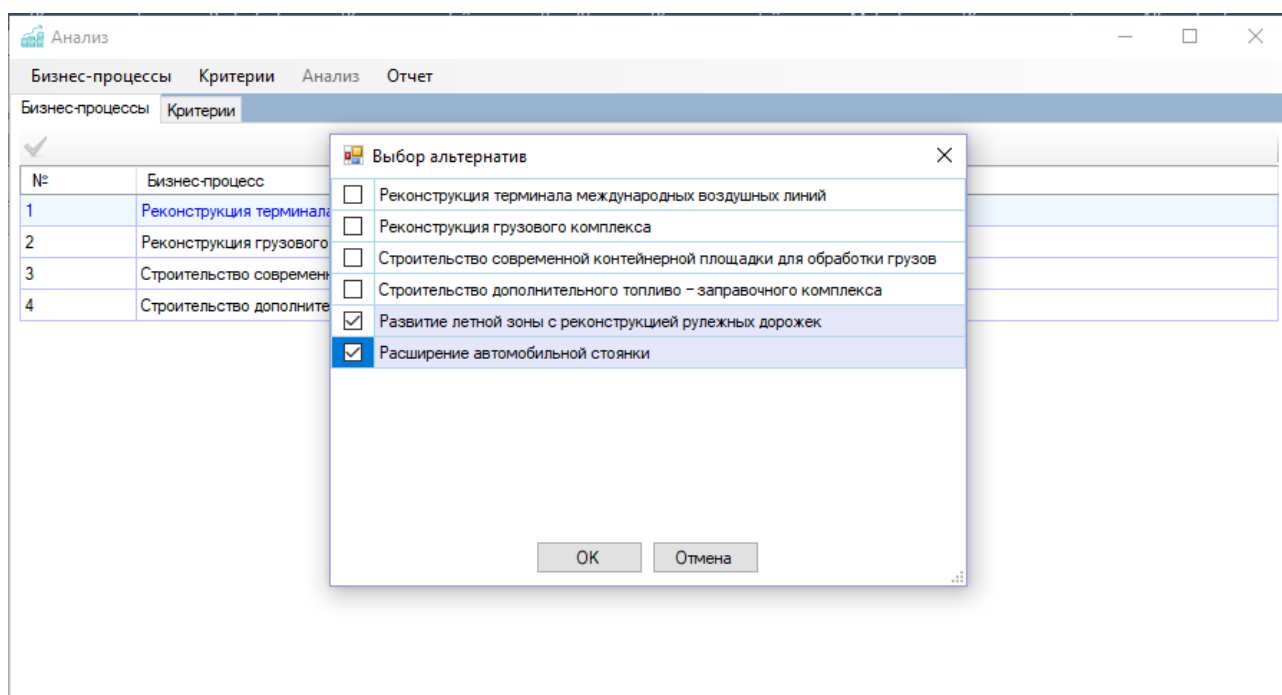 Анализ
Бизнес-процессы Критерии Анализ Отчет
Бизнес-процессы Критерии
Выбор альтернатив
№ Бизнес-процесс
1 Реконструкция терминала
2 Реконструкция грузового
3 Строительство
4 Строительство
Реконструкция терминала международных воздушных линий
Реконструкция грузового комплекса
Строительство современной контейнерной площадки для обработки грузов
Строительство дополнительного топливо - заправочного комплекса
Развитие летной зоны с реконструкцией рулежных дорожек
Расширение автомобильной стоянки
OK Отмена